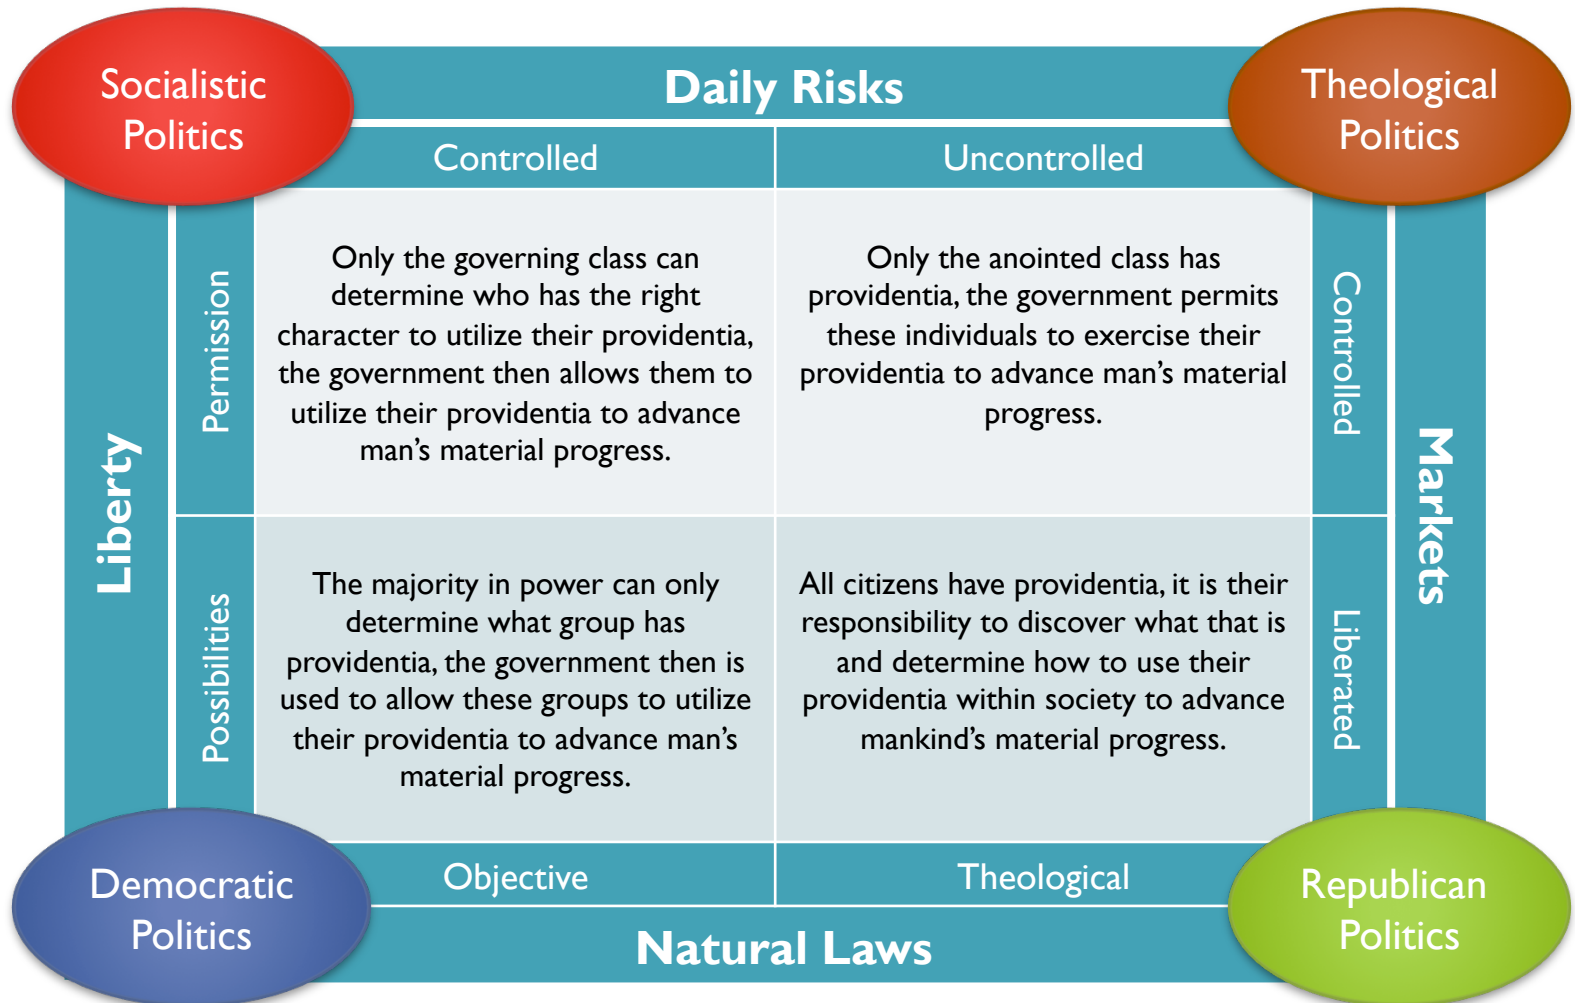 Socialistic
Politics
Daily Risks
Theological
Politics
Controlled
Uncontrolled
Liberty
Permission
Only the governing class can
determine who has the right
character to utilize their providentia,
the government then allows them to
utilize their providentia to advance
man’s material progress.
Only the anointed class has
providentia, the government permits
these individuals to exercise their
providentia to advance man’s material
progress.
Controlled
Markets
Possibilities
The majority in power can only
determine what group has
providentia, the government then is
used to allow these groups to utilize
their providentia to advance man’s
material progress.
All citizens have providentia, it is their
responsibility to discover what that is
and determine how to use their
providentia within society to advance
mankind’s material progress.
Liberated
Democratic
Politics
Objective
Theological
Natural Laws
Republican
Politics